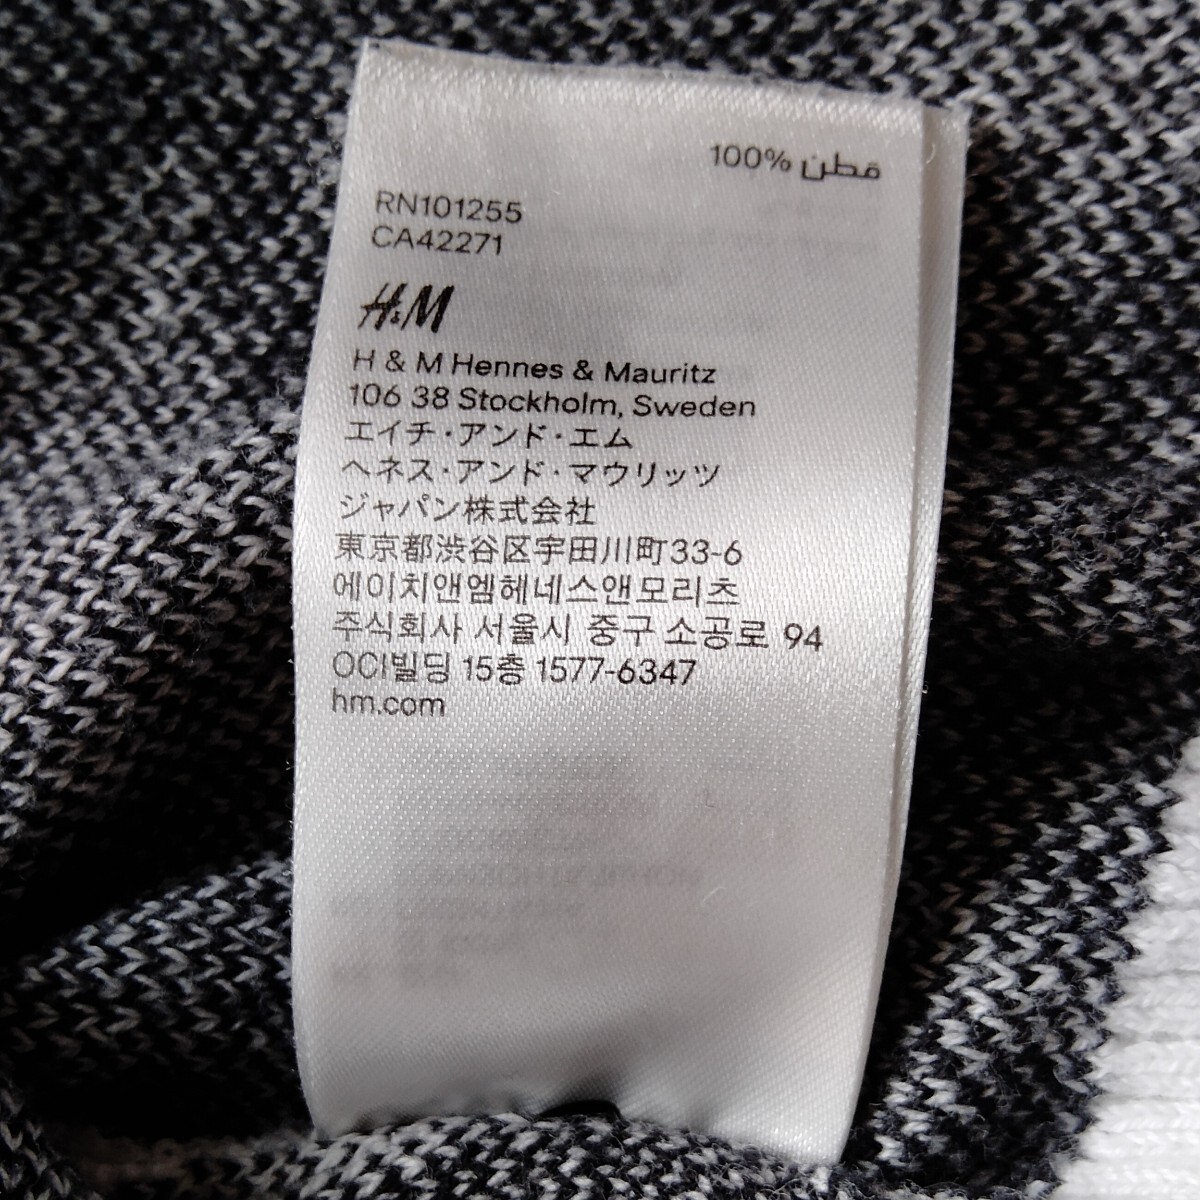 100% قطن
RN101255
CA42271
H&M
H & M Hennes & Mauritz
106 38 Stockholm, Sweden
エイチ・アンド・エム
ヘネス・アンド・マウリッツ
ジャパン株式会社
東京都渋谷区宇田川町33-6
에이치앤엠헤네스앤모리츠
주식회사 서울시 중구 소공로 94
OCI빌딩 15층 1577-6347
hm.com